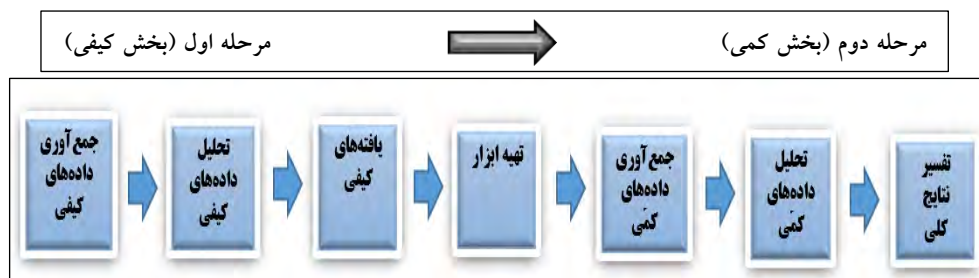 مرحله اول (بخش کیفی)
مرحله دوم (بخش کمی)
جمع‌آوری
داده‌های
کیفی
تحلیل
داده‌های
کیفی
یافته‌های
کیفی
تهیه ابزار
جمع‌آوری
داده‌های
کمّی
تحلیل
داده‌های
کمّی
تفسیر
نتایج
کلی